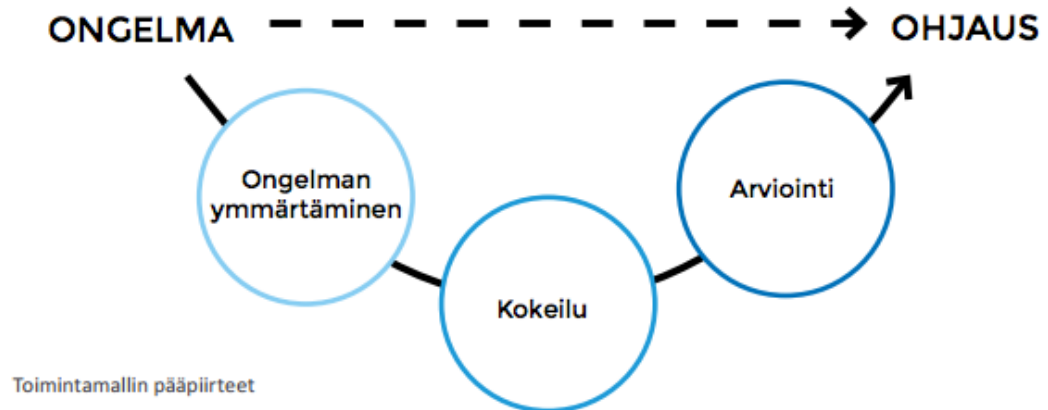 ONGELMA
OHJAUS
Ongelman
ymmärtäminen
Kokeilu
Arviointi
Toimintamallin pääpiirteet